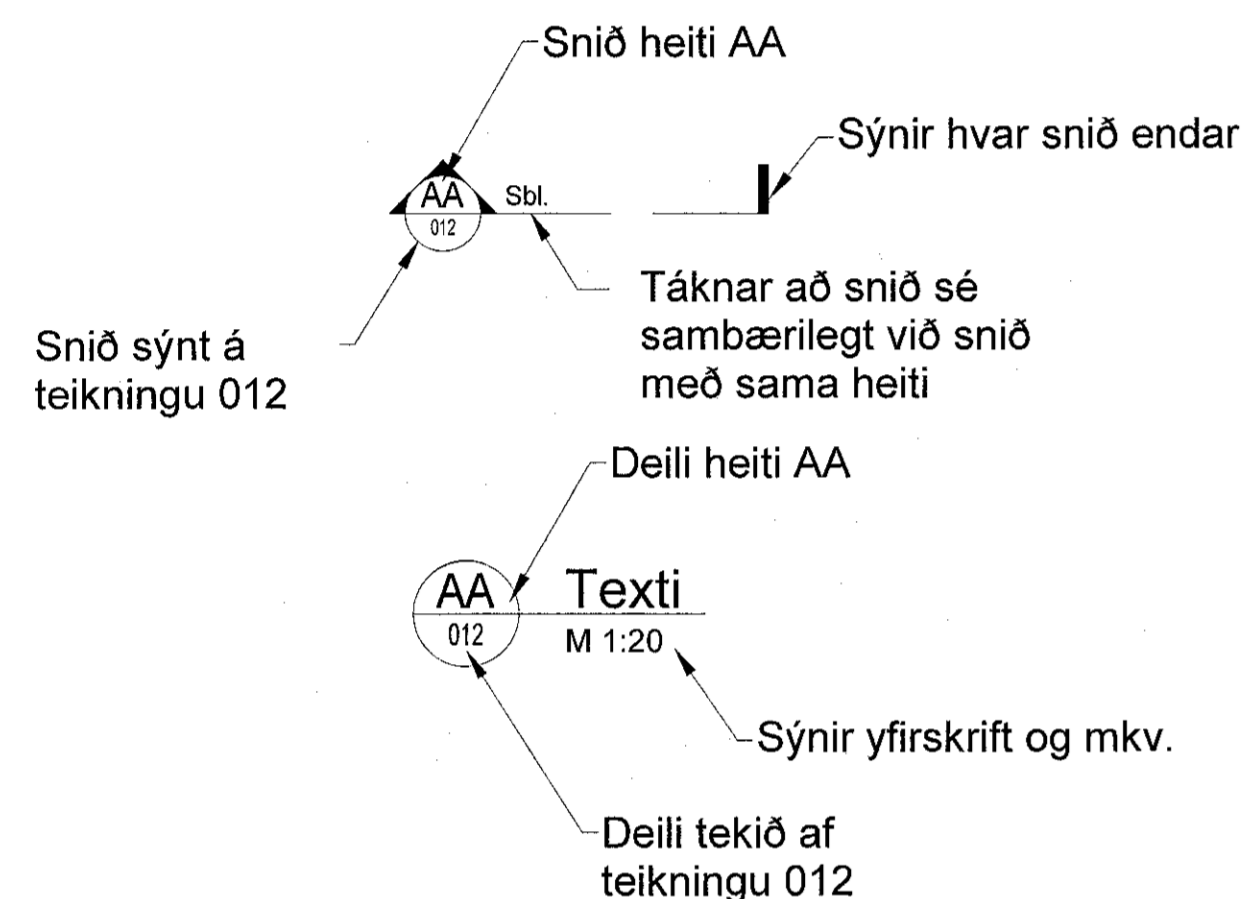 Snið heiti AA
Sýnir hvar snið endar
AA
Sbl.
012
Táknar að snið sé
sambærilegt við snið
með sama heiti
Snið sýnt á
teikningu 012
Deili heiti AA
AA
Texti
012
M 1:20
Sýnir yfirskrift og mkv.
Deili tekið af
teikningu 012